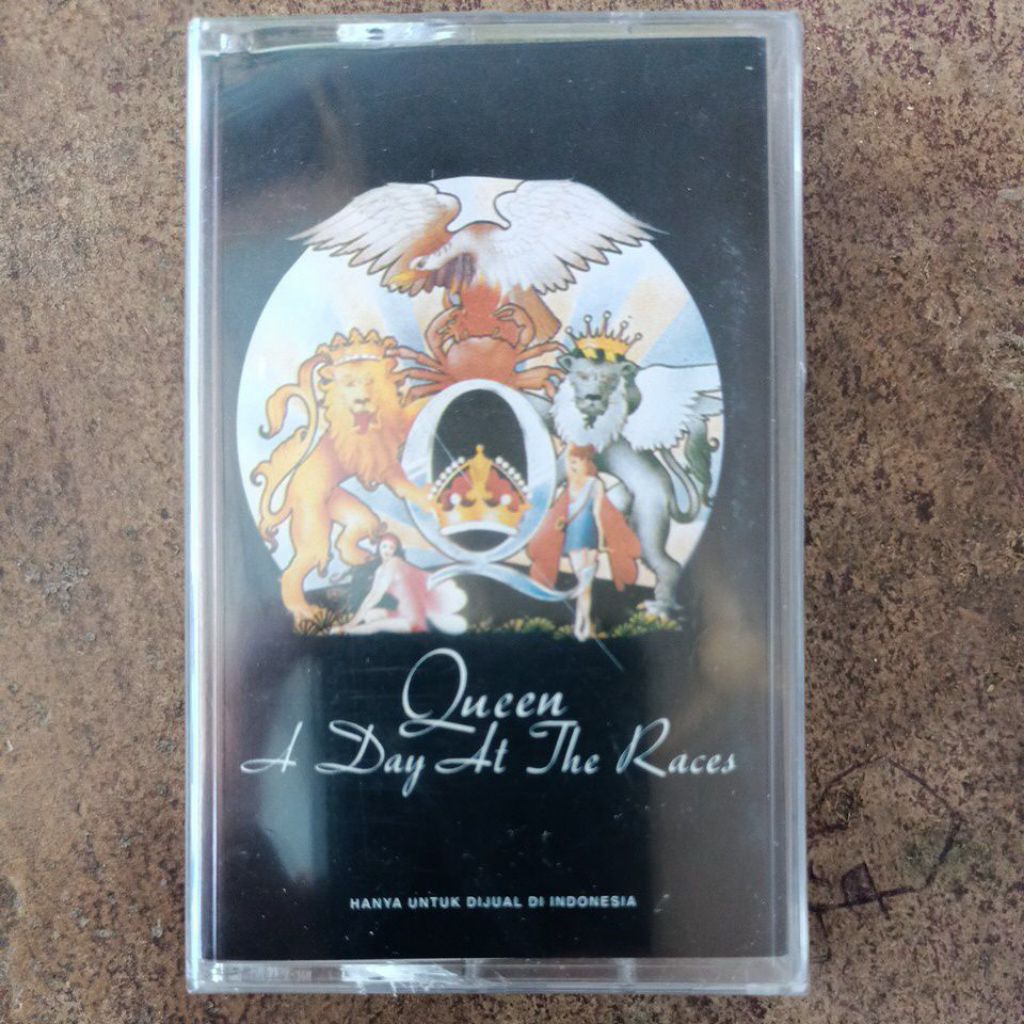 Queen
A Day At The Races
HANYA UNTUK DIJUAL DI INDONESIA